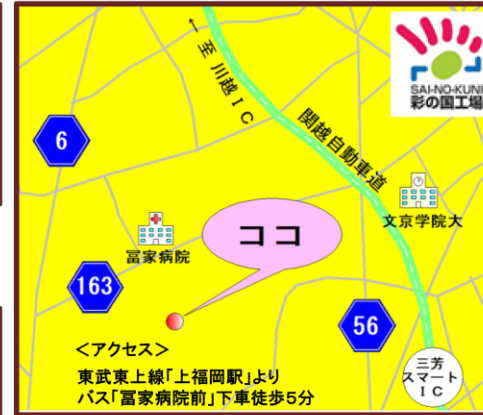 ← 至 川越IC
SAI-NO-KUNI
彩の国工場
6
関越自動車道
文京学院大
冨家病院
ココ
163
56
三芳
スマート
IC
<アクセス>
東武東上線「上福岡駅」より
バス「冨家病院前」下車徒歩5分